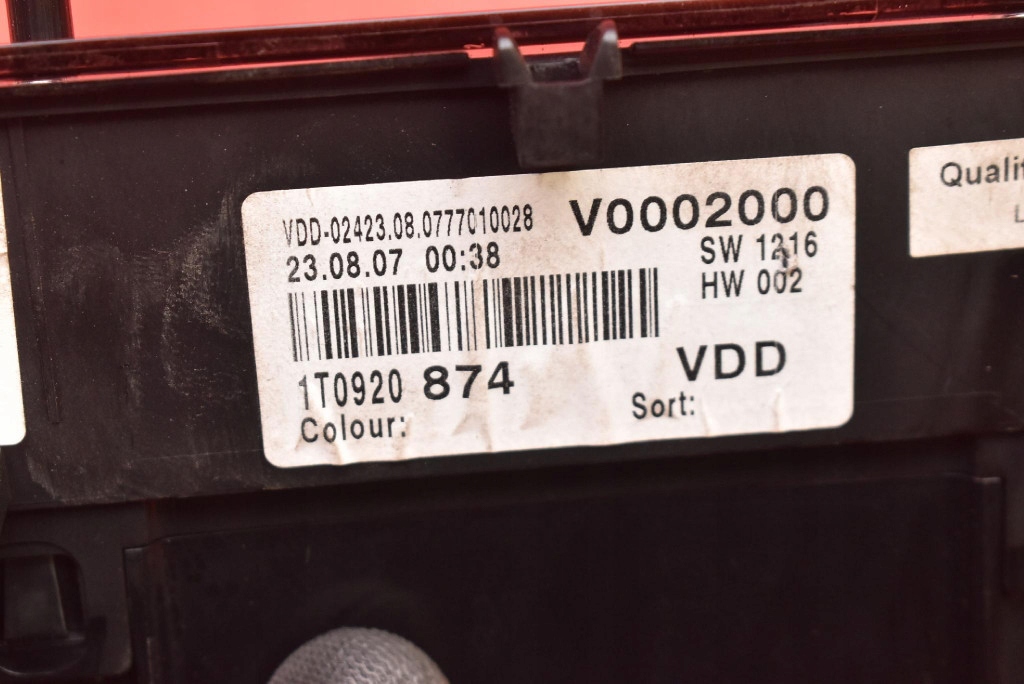 VDD-02423.08.0777010028 V0002000
23.08.07 00:38 SW 1216
HW 002
1T0920 874 VDD
Colour: Sort: